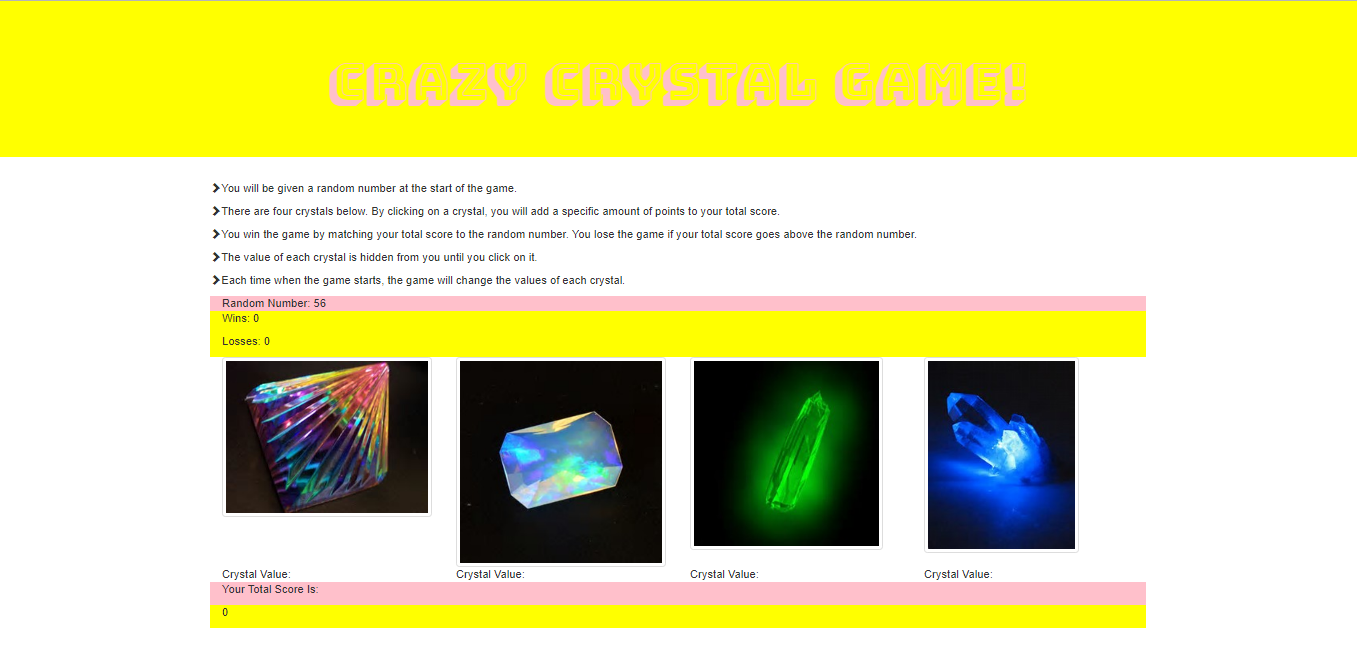 CRAZY CRYSTAL GAME!
You will be given a random number at the start of the game.
There are four crystals below. By clicking on a crystal, you will add a specific amount of points to your total score.
You win the game by matching your total score to the random number. You lose the game if your total score goes above the random number.
The value of each crystal is hidden from you until you click on it.
Each time when the game starts, the game will change the values of each crystal.
Random Number: 56
Wins: 0
Losses: 0
Crystal Value: Crystal Value: Crystal Value: Crystal Value:
Your Total Score Is:
0